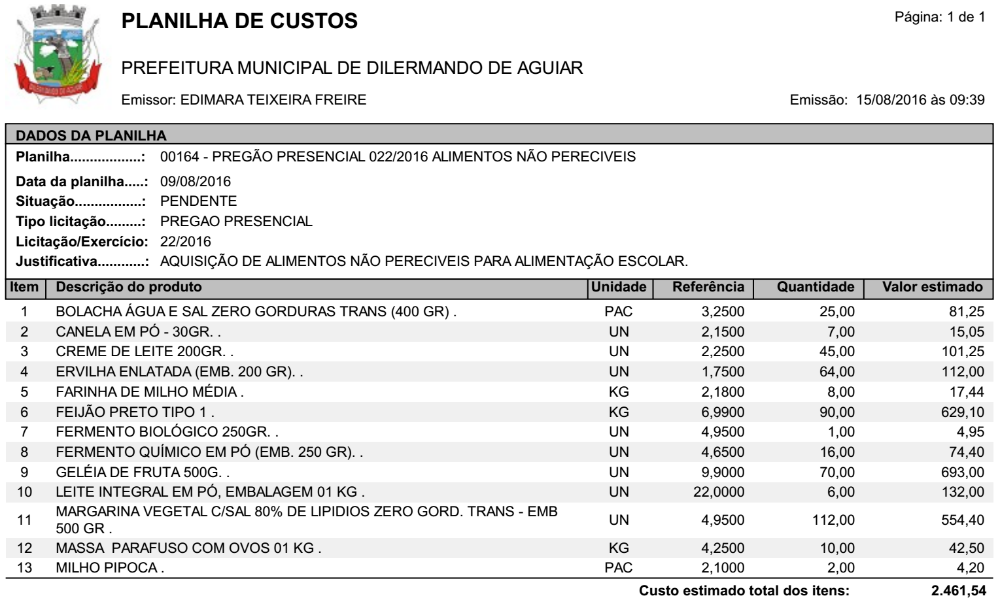 PLANILHA DE CUSTOS
Página: 1 de 1
PREFEITURA MUNICIPAL DE DILERMANDO DE AGUIAR
Emissor: EDIMARA TEIXEIRA FREIRE
Emissão: 15/08/2016 às 09:39
DADOS DA PLANILHA
Planilha..................: 00164 - PREGÃO PRESENCIAL 022/2016 ALIMENTOS NÃO PERECIVEIS
Data da planilha.....: 09/08/2016
Situação.................: PENDENTE
Tipo licitação.........: PREGAO PRESENCIAL
Licitação/Exercício: 22/2016
Justificativa............: AQUISIÇÃO DE ALIMENTOS NÃO PERECIVEIS PARA ALIMENTAÇÃO ESCOLAR.
Item Descrição do produto Unidade Referência Quantidade Valor estimado
1 BOLACHA ÁGUA E SAL ZERO GORDURAS TRANS (400 GR) . PAC 3,2500 25,00 81,25
2 CANELA EM PÓ - 30GR. . UN 2,1500 7,00 15,05
3 CREME DE LEITE 200GR. . UN 2,2500 45,00 101,25
4 ERVILHA ENLATADA (EMB. 200 GR). . UN 1,7500 64,00 112,00
5 FARINHA DE MILHO MÉDIA . KG 2,1800 8,00 17,44
6 FEIJÃO PRETO TIPO 1 . KG 6,9900 90,00 629,10
7 FERMENTO BIOLÓGICO 250GR. . UN 4,9500 1,00 4,95
8 FERMENTO QUÍMICO EM PÓ (EMB. 250 GR). . UN 4,6500 16,00 74,40
9 GELÉIA DE FRUTA 500G. . UN 9,9000 70,00 693,00
10 LEITE INTEGRAL EM PÓ, EMBALAGEM 01 KG . UN 22,0000 6,00 132,00
11 MARGARINA VEGETAL C/SAL 80% DE LIPIDIOS ZERO GORD. TRANS - EMB
500 GR . UN 4,9500 112,00 554,40
12 MASSA PARAFUSO COM OVOS 01 KG . KG 4,2500 10,00 42,50
13 MILHO PIPOCA . PAC 2,1000 2,00 4,20
Custo estimado total dos itens: 2.461,54